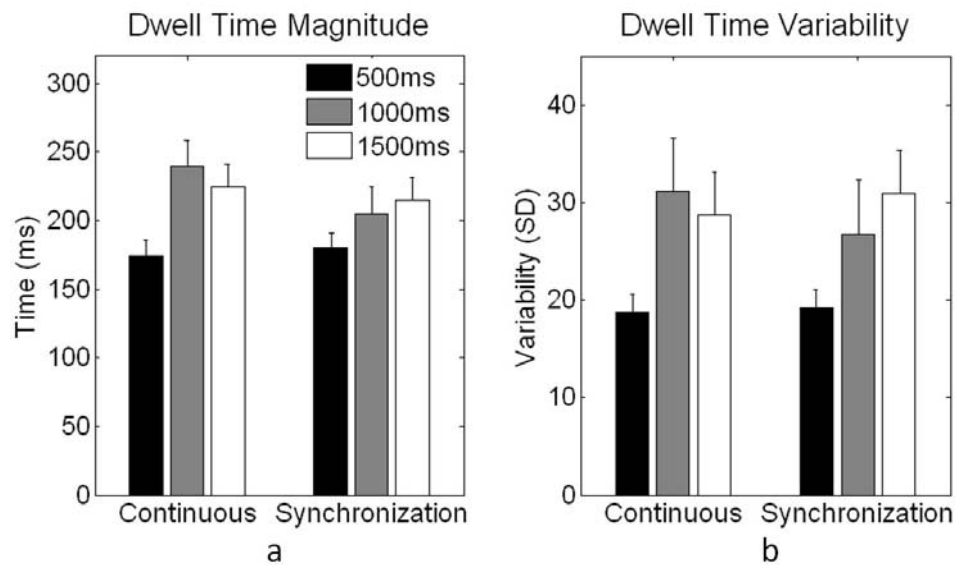 Dwell Time Magnitude
Time (ms)
300
250
200
150
100
50
0
500ms
1000ms
1500ms
Continuous Synchronization
a
Dwell Time Variability
Variability (SD)
40
30
20
10
0
Continuous Synchronization
b